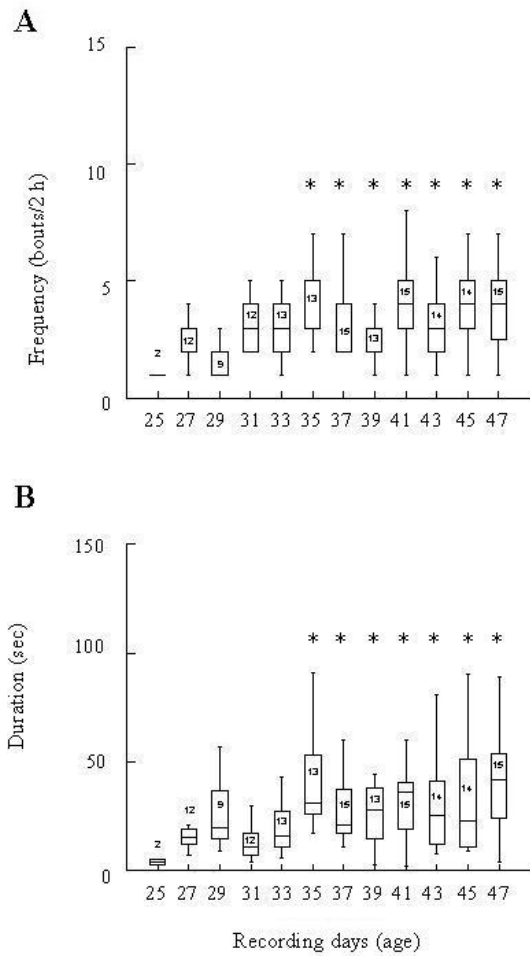 A
15
10
5
0
Frequency (bouts/2 h)
* * * * * * *
2 12 9 12 13 13 15 13 15 14 14 15
25 27 29 31 33 35 37 39 41 43 45 47
B
150
100
50
0
Duration (sec)
* * * * * * *
2 12 9 12 13 13 15 13 15 14 14 15
25 27 29 31 33 35 37 39 41 43 45 47
Recording days (age)